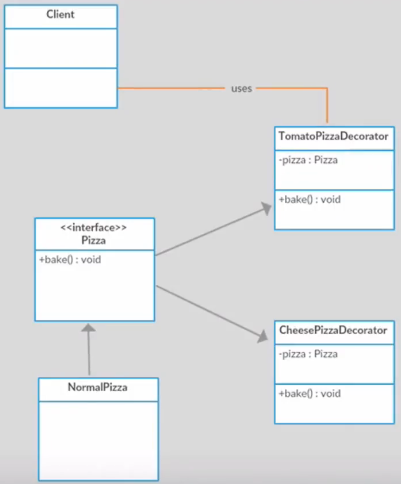 Client
uses
TomatoPizzaDecorator
-pizza : Pizza
+bake() : void
<<interface>>
Pizza
+bake() : void
CheesePizzaDecorator
-pizza : Pizza
+bake() : void
NormalPizza